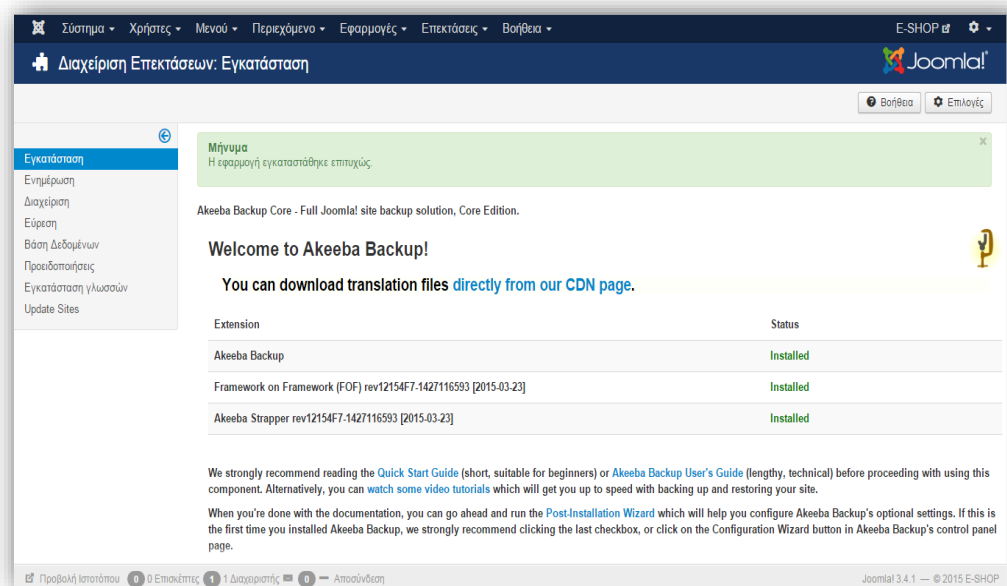 Σύστημα Χρήστες Μενού Περιεχόμενο Εφαρμογές Επεκτάσεις Βοήθεια E-SHOP
Διαχείριση Επεκτάσεων: Εγκατάσταση Joomla!
Βοήθεια Επιλογές
Εγκατάσταση
Ενημέρωση
Διαχείριση
Εύρεση
Βάση Δεδομένων
Προειδοποιήσεις
Εγκατάσταση γλωσσών
Update Sites
Μήνυμα
Η εφαρμογή εγκαταστάθηκε επιτυχώς.
Akeeba Backup Core - Full Joomla! site backup solution, Core Edition.
Welcome to Akeeba Backup!
You can download translation files directly from our CDN page.
Extension Status
Akeeba Backup Installed
Framework on Framework (FOF) rev12154F7-1427116593 [2015-03-23] Installed
Akeeba Strapper rev12154F7-1427116593 [2015-03-23] Installed
We strongly recommend reading the Quick Start Guide (short, suitable for beginners) or Akeeba Backup User's Guide (lengthy, technical) before proceeding with using this
component. Alternatively, you can watch some video tutorials which will get you up to speed with backing up and restoring your site.
When you're done with the documentation, you can go ahead and run the Post-Installation Wizard which will help you configure Akeeba Backup's optional settings. If this is
the first time you installed Akeeba Backup, we strongly recommend clicking the last checkbox, or click on the Configuration Wizard button in Akeeba Backup's control panel
page.
Προβολή Ιστοτόπου 0 0 Επισκέπτες 1 1 Διαχειριστής 0 Αποσύνδεση Joomla! 3.4.1 — © 2015 E-SHOP